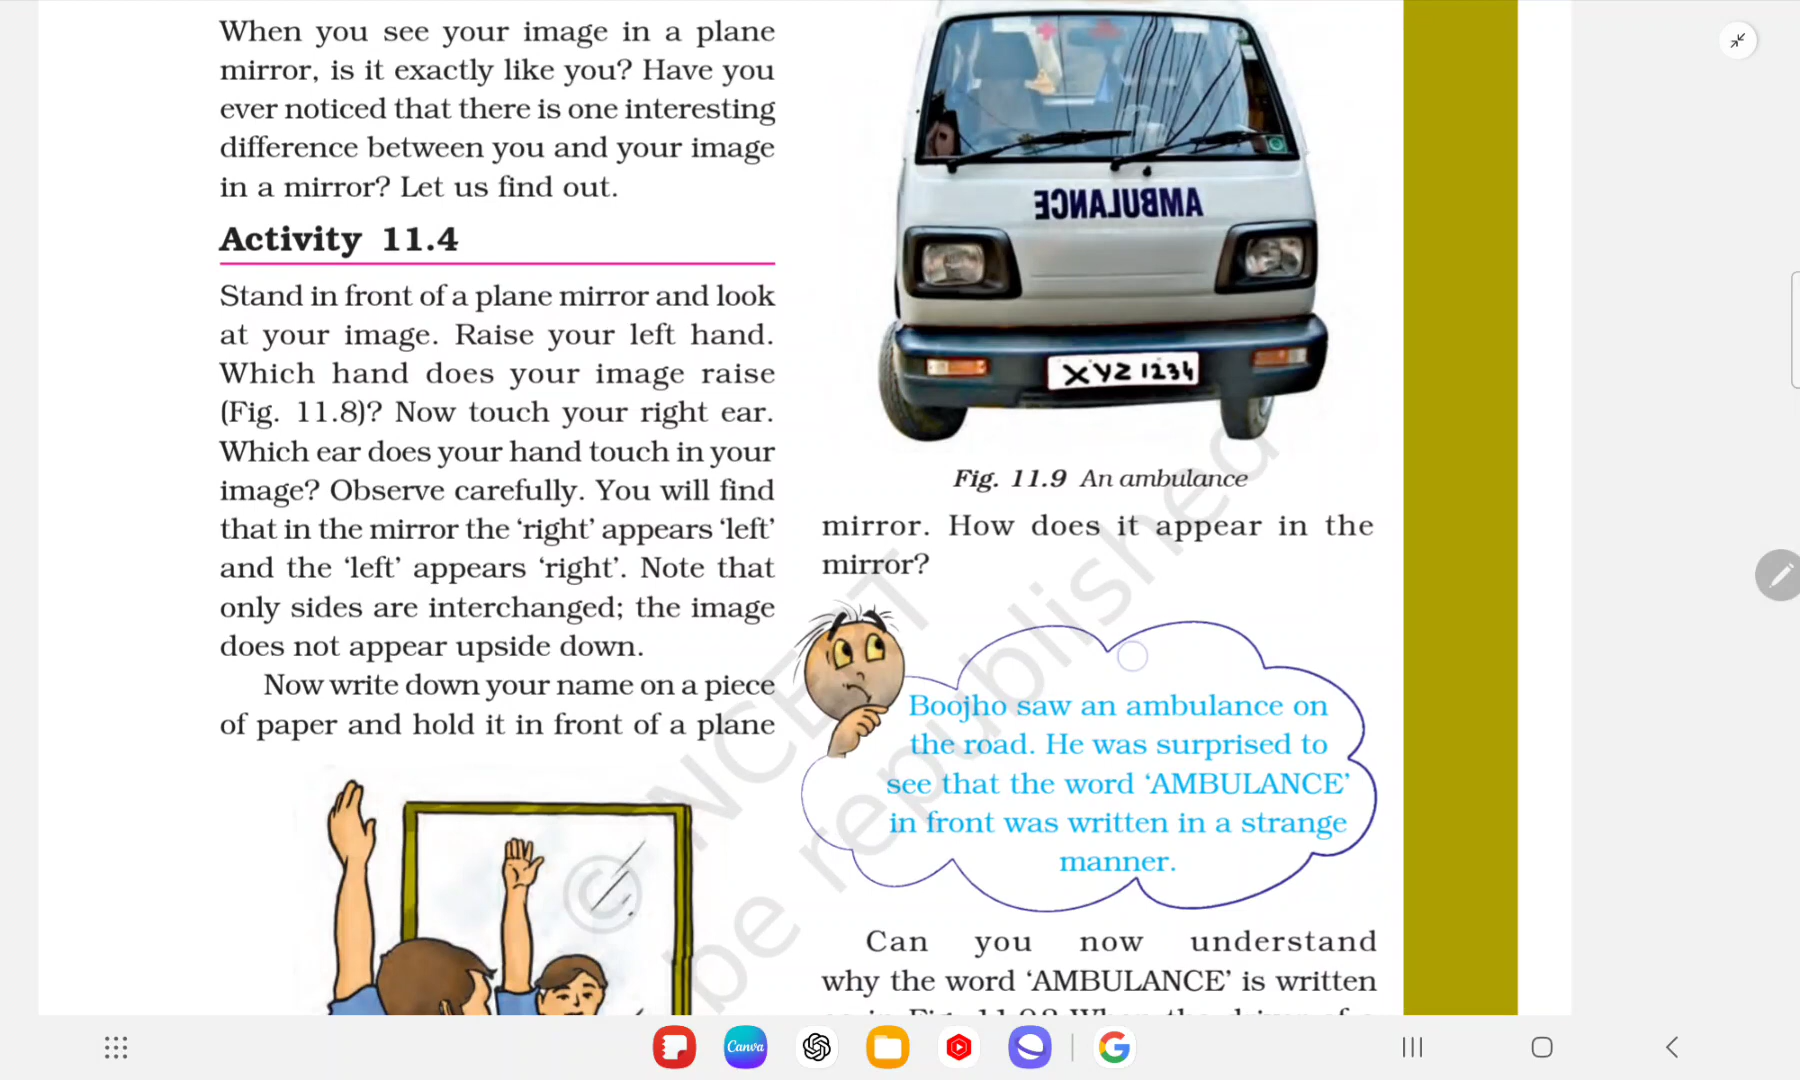 When you see your image in a plane
mirror, is it exactly like you? Have you
ever noticed that there is one interesting
difference between you and your image
in a mirror? Let us find out.
Activity 11.4
Stand in front of a plane mirror and look
at your image. Raise your left hand.
Which hand does your image raise
(Fig. 11.8)? Now touch your right ear.
Which ear does your hand touch in your
image? Observe carefully. You will find
that in the mirror the ‘right’ appears ‘left’
and the ‘left’ appears ‘right’. Note that
only sides are interchanged; the image
does not appear upside down.
Now write down your name on a piece
of paper and hold it in front of a plane
AMBULANCE
XYZ 1234
Fig. 11.9 An ambulance
mirror. How does it appear in the
mirror?
Boojho saw an ambulance on
the road. He was surprised to
see that the word ‘AMBULANCE’
in front was written in a strange
manner.
Can you now understand
why the word ‘AMBULANCE’ is written
© NCERT
be republished
Canva